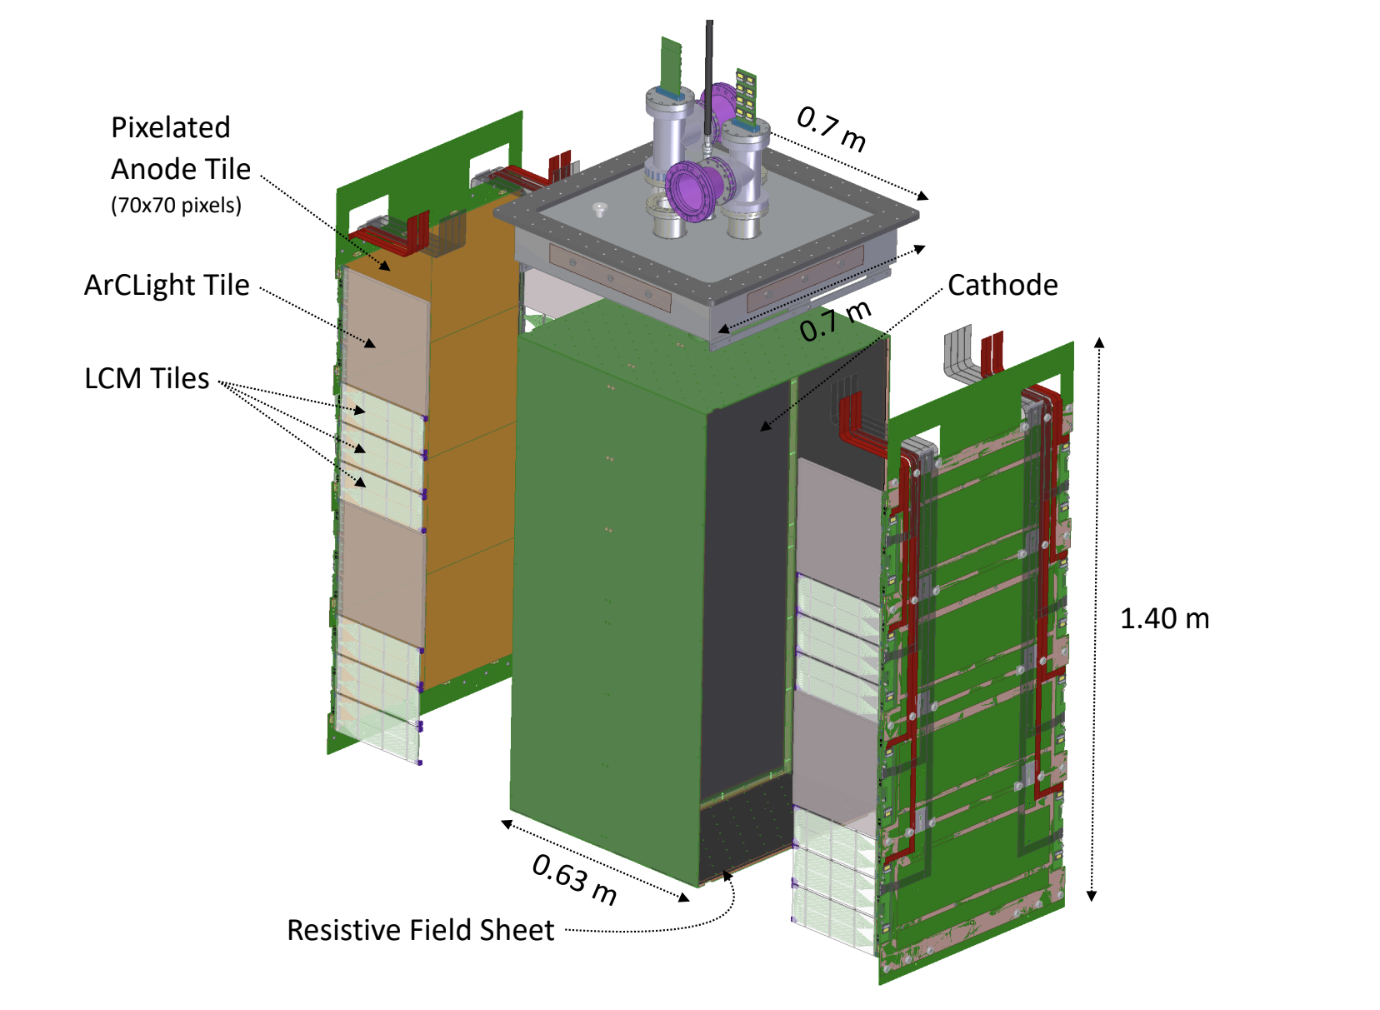 0.7 m
Pixelated
Anode Tile
(70x70 pixels)
ArCLight Tile
Cathode
0.7 m
LCM Tiles
1.40 m
0.63 m
Resistive Field Sheet